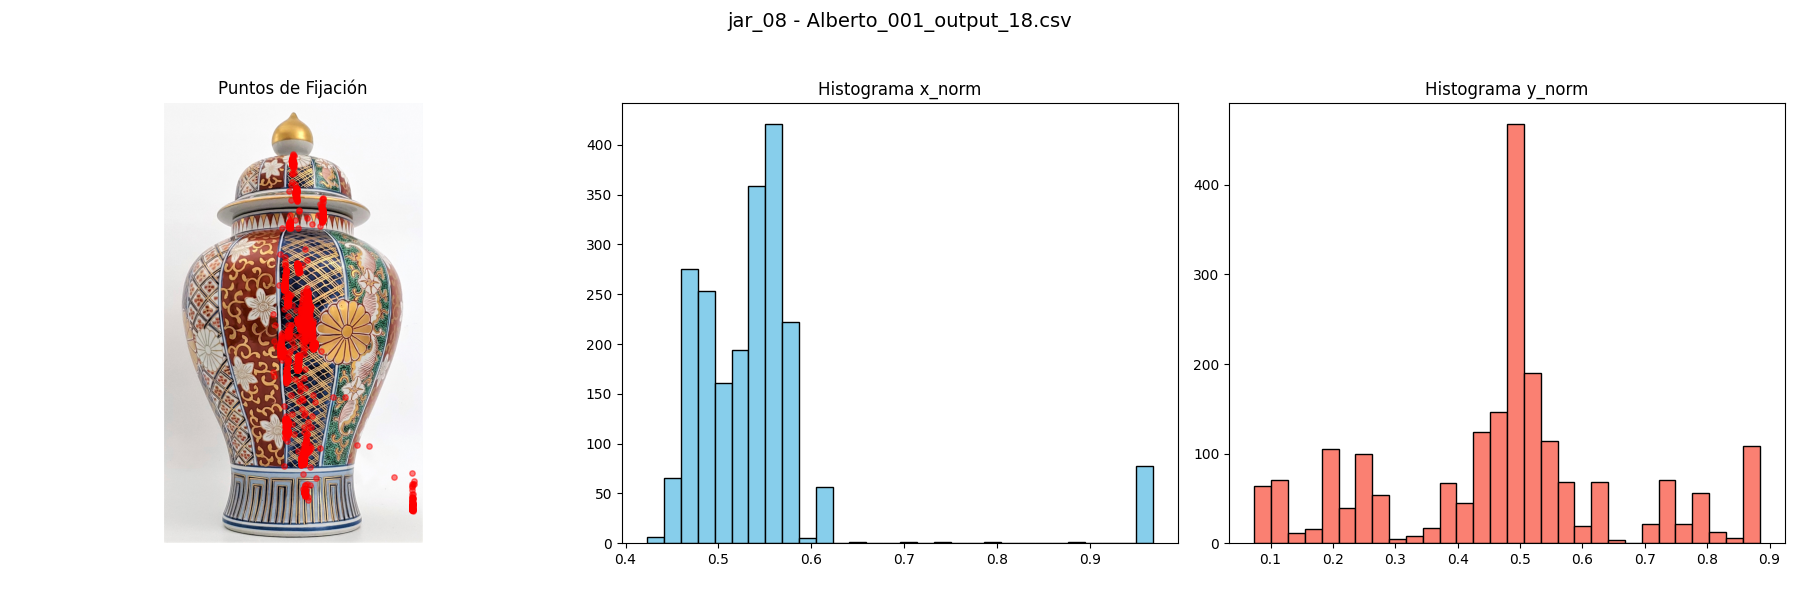 jar_08 - Alberto_001_output_18.csv
Puntos de Fijación
Histograma x_norm
400
350
300
250
200
150
100
50
0
0.4 0.5 0.6 0.7 0.8 0.9
Histograma y_norm
400
300
200
100
0
0.1 0.2 0.3 0.4 0.5 0.6 0.7 0.8 0.9